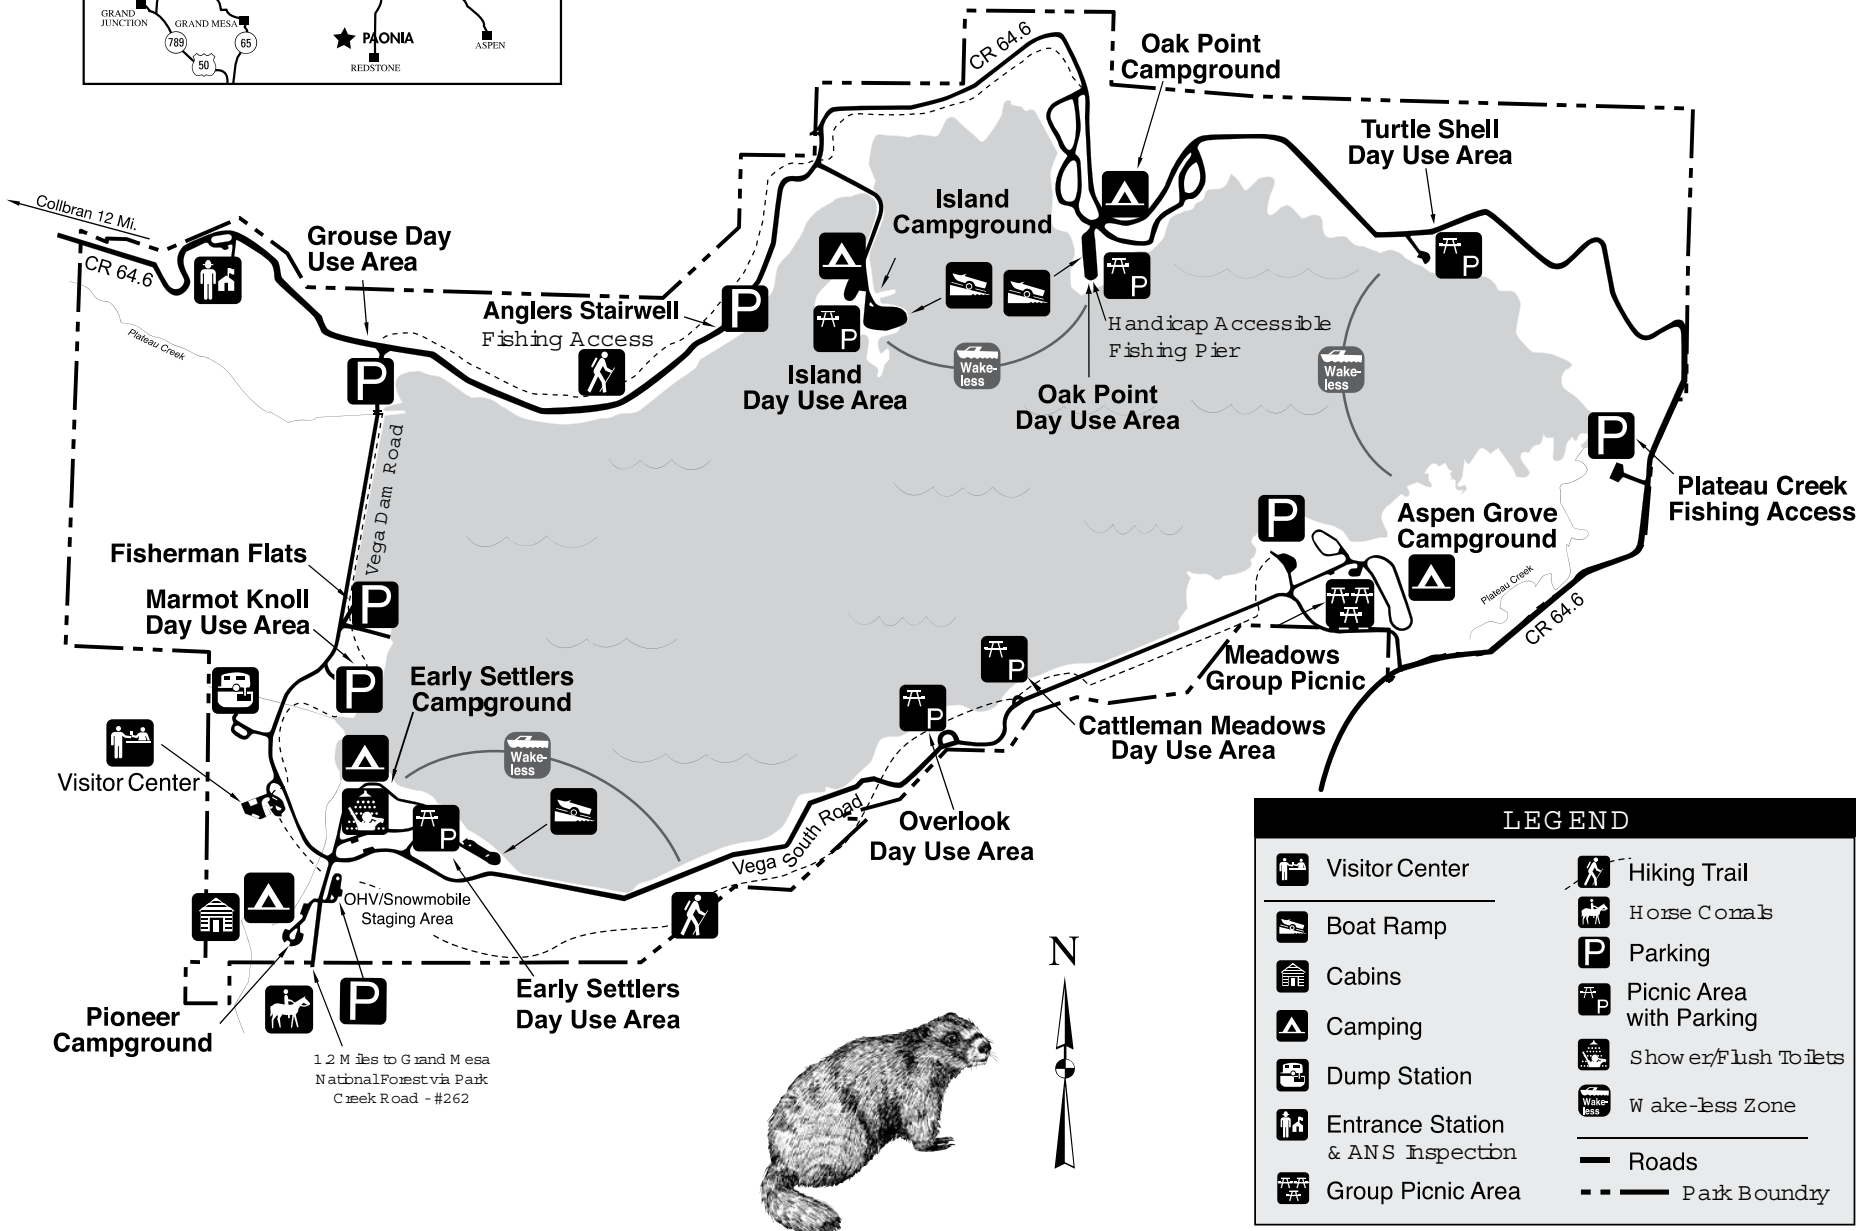 GRAND
JUNCTION
GRAND MESA
789
65
50
PAONIA
REDSTONE
ASPEN
CR 64.6
Oak Point
Campground
Turtle Shell
Day Use Area
Collbran 12 Mi.
CR 64.6
Grouse Day
Use Area
Island
Campground
Plateau Creek
Anglers Stairwell
Fishing Access
P
P
P
P
P
Handicap Accessible
Fishing Pier
Wake-
less
Wake-
less
Island
Day Use Area
Oak Point
Day Use Area
P
P
Vega Dam Road
Plateau Creek
Fishing Access
P
Aspen Grove
Campground
Fisherman Flats
Marmot Knoll
Day Use Area
P
P
Plateau Creek
CR 64.6
Early Settlers
Campground
Meadows
Group Picnic
P
P
Cattleman Meadows
Day Use Area
Visitor Center
Wake-
less
P
Overlook
Day Use Area
Vega South Road
OHV/Snowmobile
Staging Area
Early Settlers
Day Use Area
P
Pioneer
Campground
1.2 Miles to Grand Mesa
National Forest via Park
Creek Road - #262
N
LEGEND
Visitor Center
Boat Ramp
Cabins
Camping
Dump Station
Entrance Station
& ANS Inspection
Group Picnic Area
Hiking Trail
Horse Corrals
P Parking
P Picnic Area
with Parking
Shower/Flush Toilets
Wake-
less
Wake-less Zone
Roads
Park Boundry